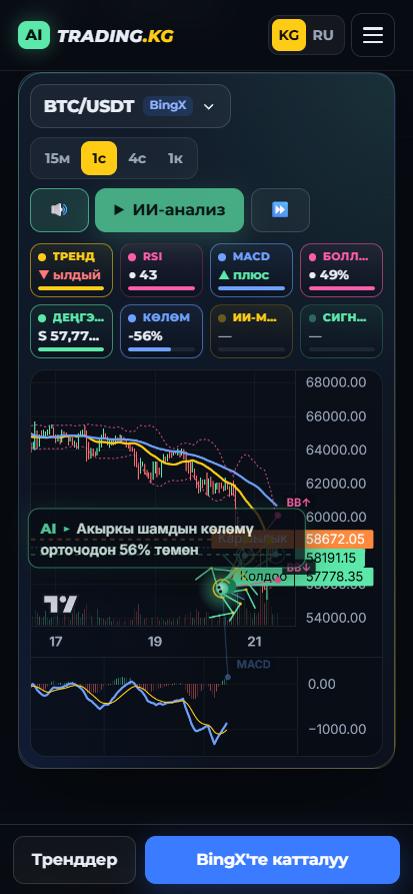 AI TRADING.KG KG RU
BTC/USDT BingX
15м 1с 4с 1к
ИИ-анализ
ТРЕНД RSI MACD БОЛЛ…
▼ ылдый 43 ▲ плюс 49%
ДЕҢГЭ… КӨЛӨМ ИИ-М… СИГН…
S 57,77… -56% — —
68000.00
66000.00
64000.00
62000.00
BB↑
60000.00
AI ▸ Акыркы шамдын көлөмү
орточодон 56% төмөн
58672.05
58191.15
BB↓
Колдоо 57778.35
54000.00
17 19 21
MACD
0.00
−1000.00
Тренддер BingX'те катталуу